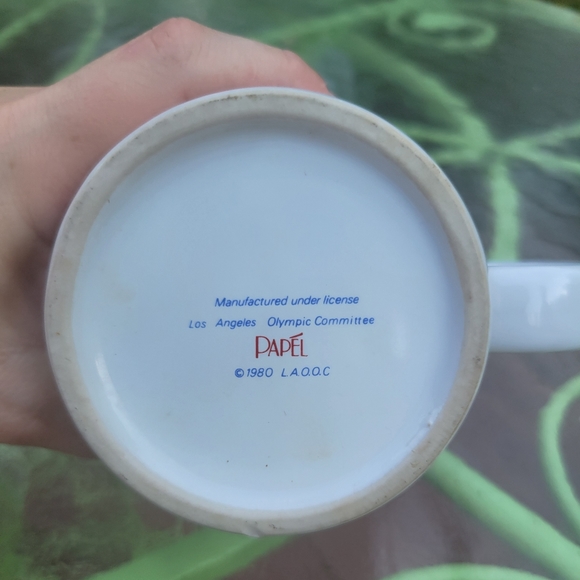 Manufactured under license
Los Angeles Olympic Committee
PAPÉL
©1980 L.A.O.O.C